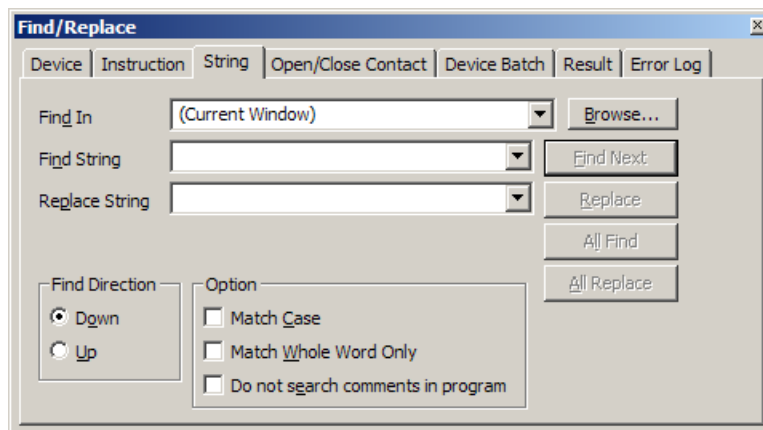 Find/Replace
Device Instruction String Open/Close Contact Device Batch Result Error Log
Find In (Current Window) Browse...
Find String Find Next
Replace String Replace
All Find
All Replace
Find Direction Option
Down Match Case
Up Match Whole Word Only
Do not search comments in program